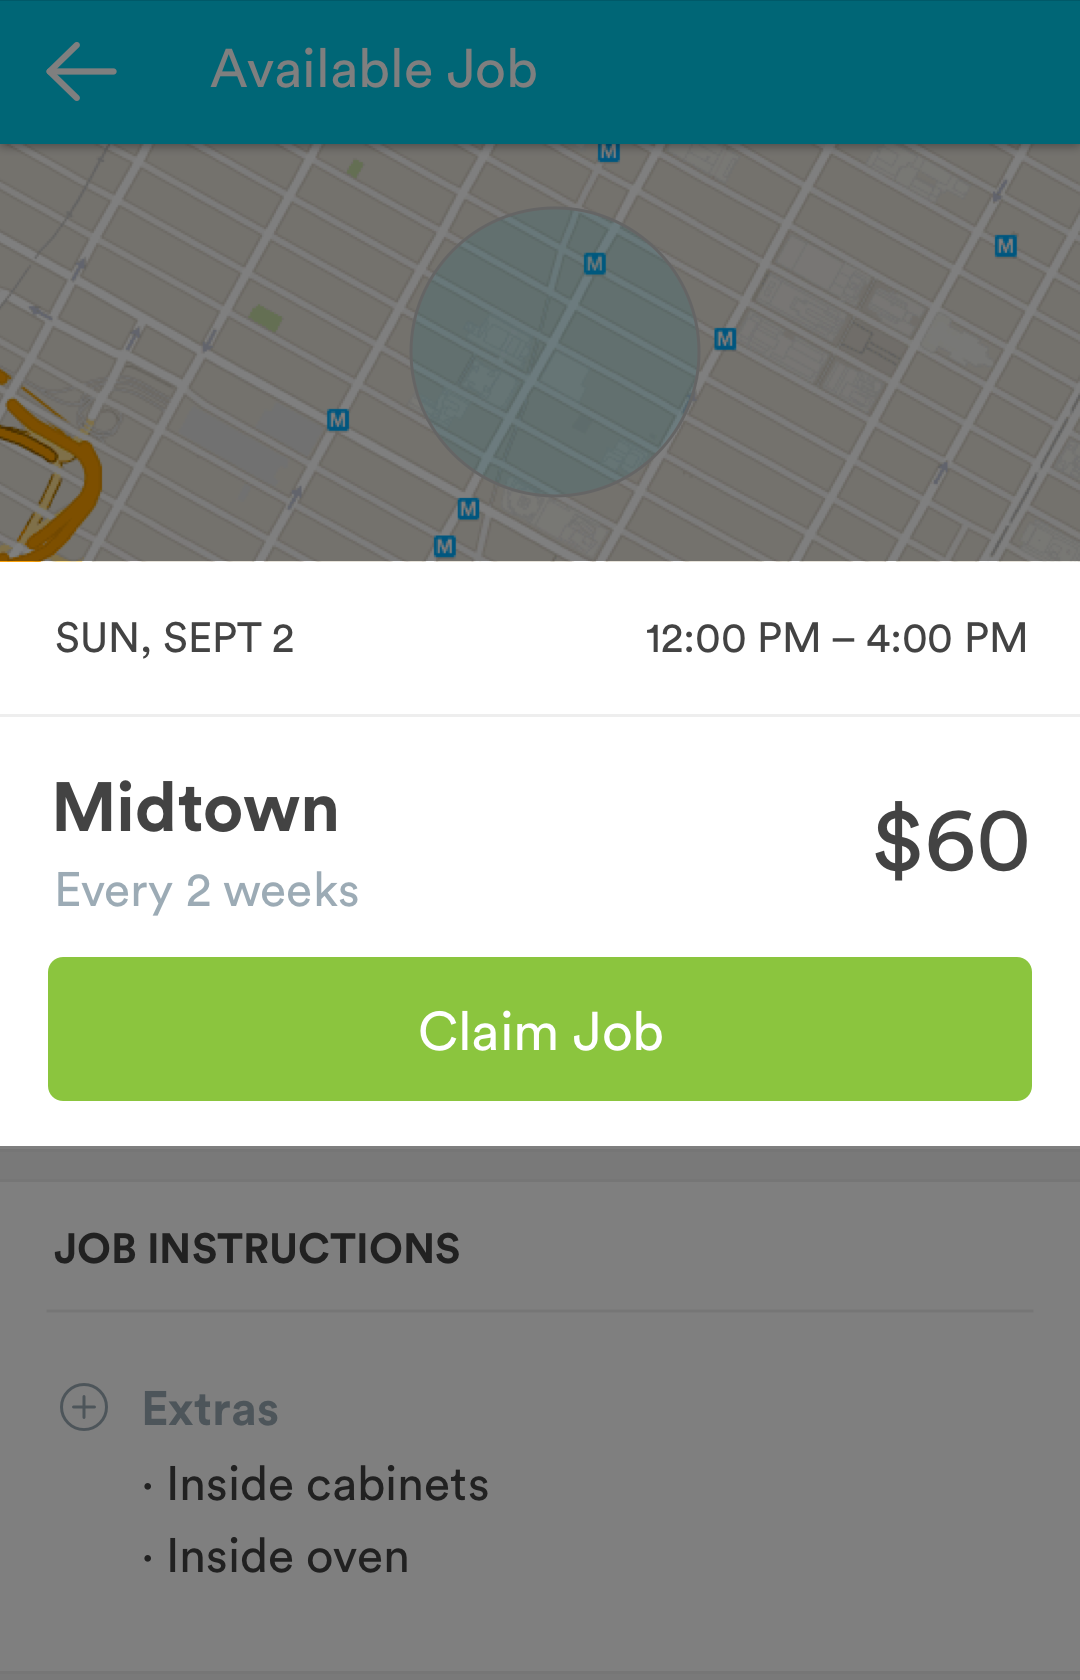 Available Job
M
M
M
M
M
M
M
SUN, SEPT 2
12:00 PM – 4:00 PM
Midtown
$60
Every 2 weeks
Claim Job
JOB INSTRUCTIONS
Extras
· Inside cabinets
· Inside oven